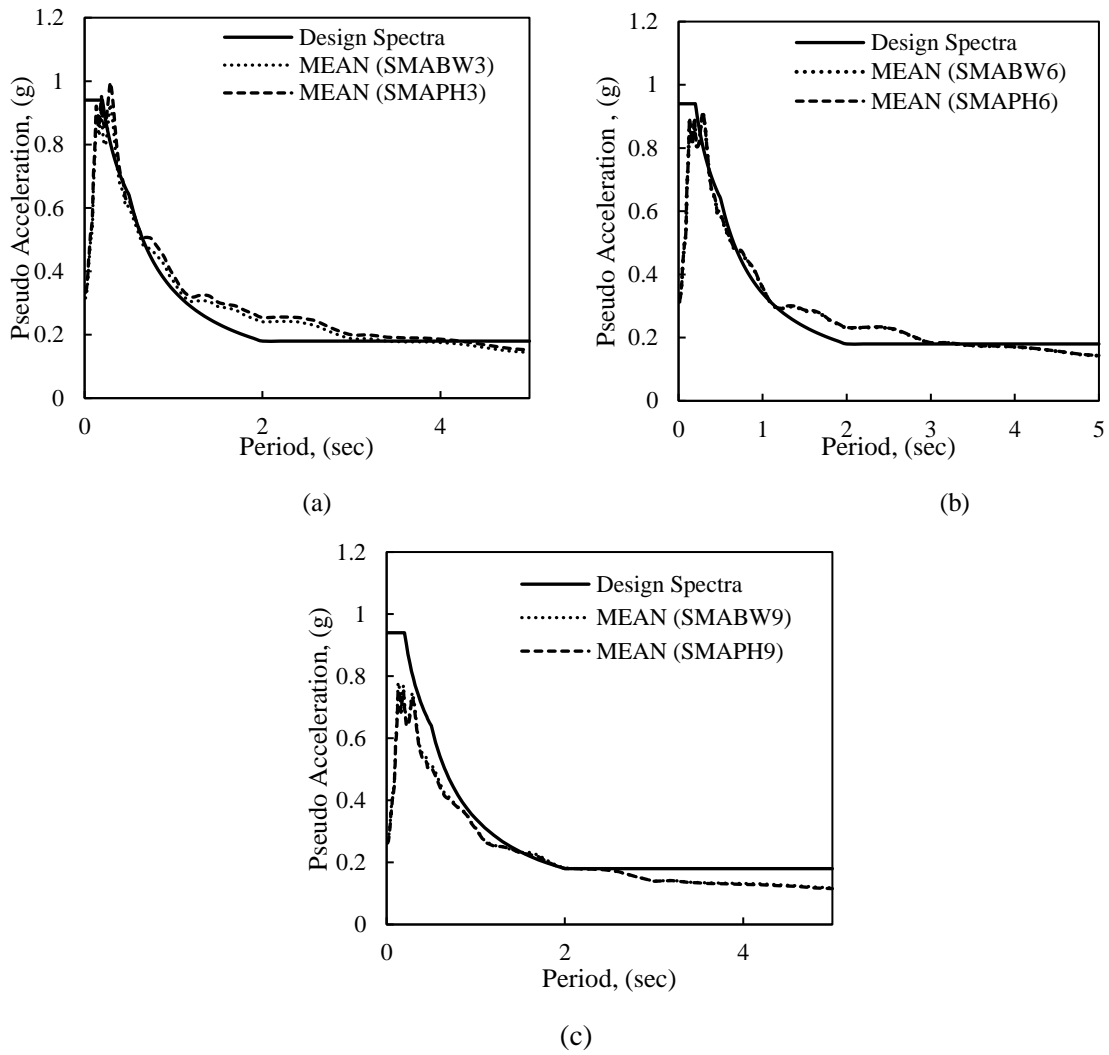 Design Spectra
MEAN (SMABW3)
MEAN (SMAPH3)
Pseudo Acceleration, (g)
1.2
1
0.8
0.6
0.4
0.2
0
0 2 4
Period, (sec)
(a)
Design Spectra
MEAN (SMABW6)
MEAN (SMAPH6)
Pseudo Acceleration , (g)
1.2
1
0.8
0.6
0.4
0.2
0
0 1 2 3 4 5
Period, (sec)
(b)
Design Spectra
MEAN (SMABW9)
MEAN (SMAPH9)
Pseudo Acceleration, (g)
1.2
1
0.8
0.6
0.4
0.2
0
0 2 4
Period, (sec)
(c)